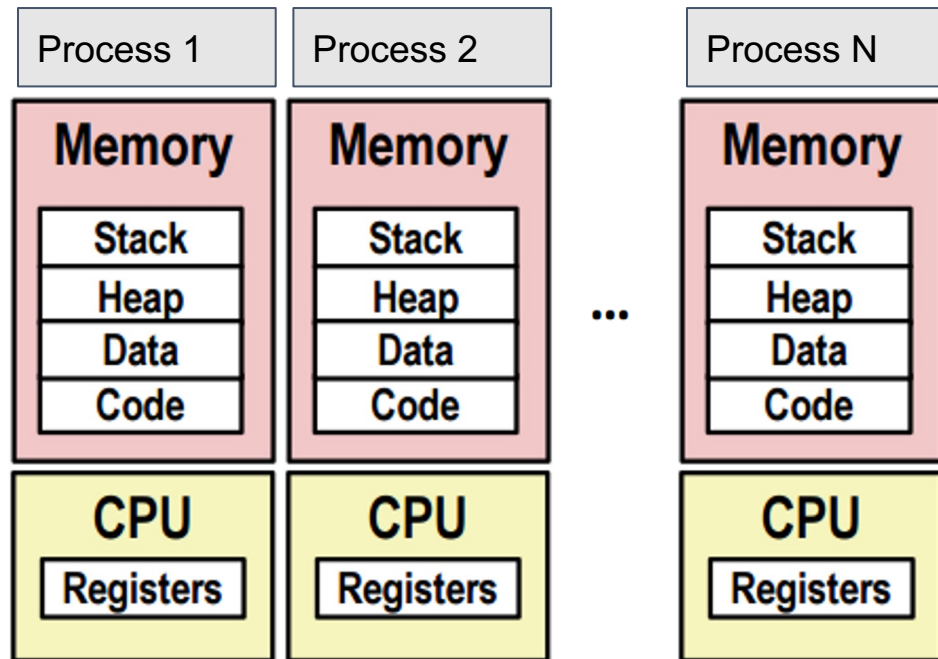 Process 1
Process 2
Process N
Memory
Memory
Memory
Stack
Heap
Data
Code
Stack
Heap
Data
Code
...
Stack
Heap
Data
Code
CPU
Registers
CPU
Registers
CPU
Registers